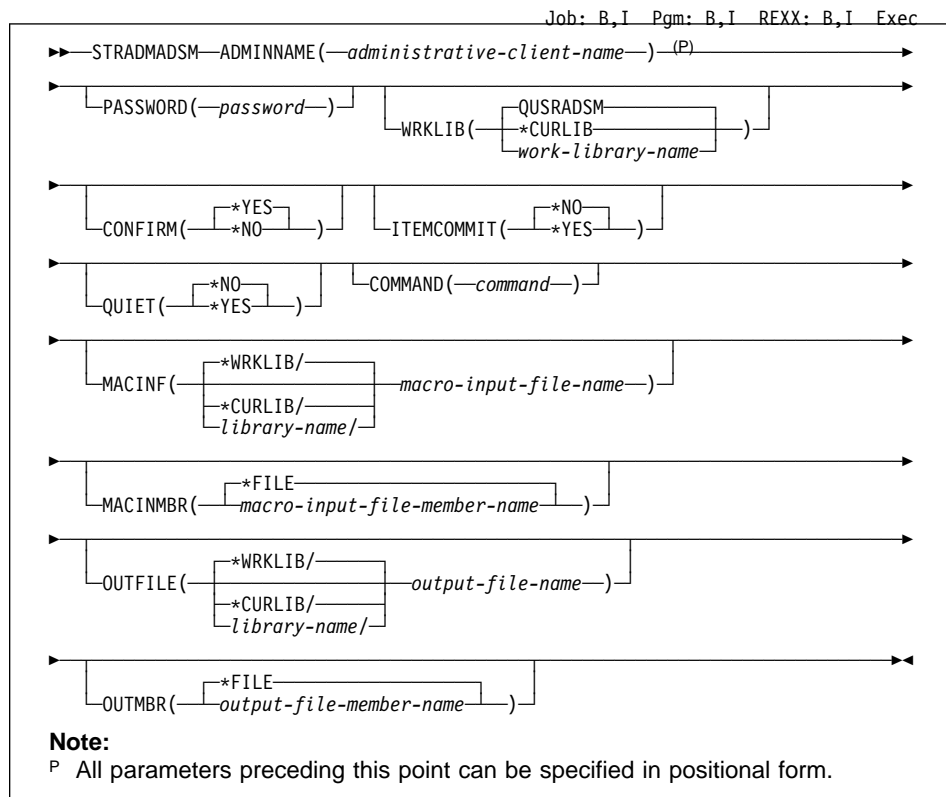 Job: B,I Pgm: B,I REXX: B,I Exec
STRADMADSM ADMINNAME( administrative-client-name ) (P)
PASSWORD( password )
WRKLIB( QUSRADSM )
*CURLIB
work-library-name
CONFIRM( *YES )
*NO
ITEMCOMMIT( *NO )
*YES
QUIET( *NO )
*YES
COMMAND( command )
MACINF( *WRKLIB/ macro-input-file-name )
*CURLIB/
library-name/
MACINMBR( *FILE )
macro-input-file-member-name
OUTFILE( *WRKLIB/ output-file-name )
*CURLIB/
library-name/
OUTMBR( *FILE )
output-file-member-name
Note:
P All parameters preceding this point can be specified in positional form.